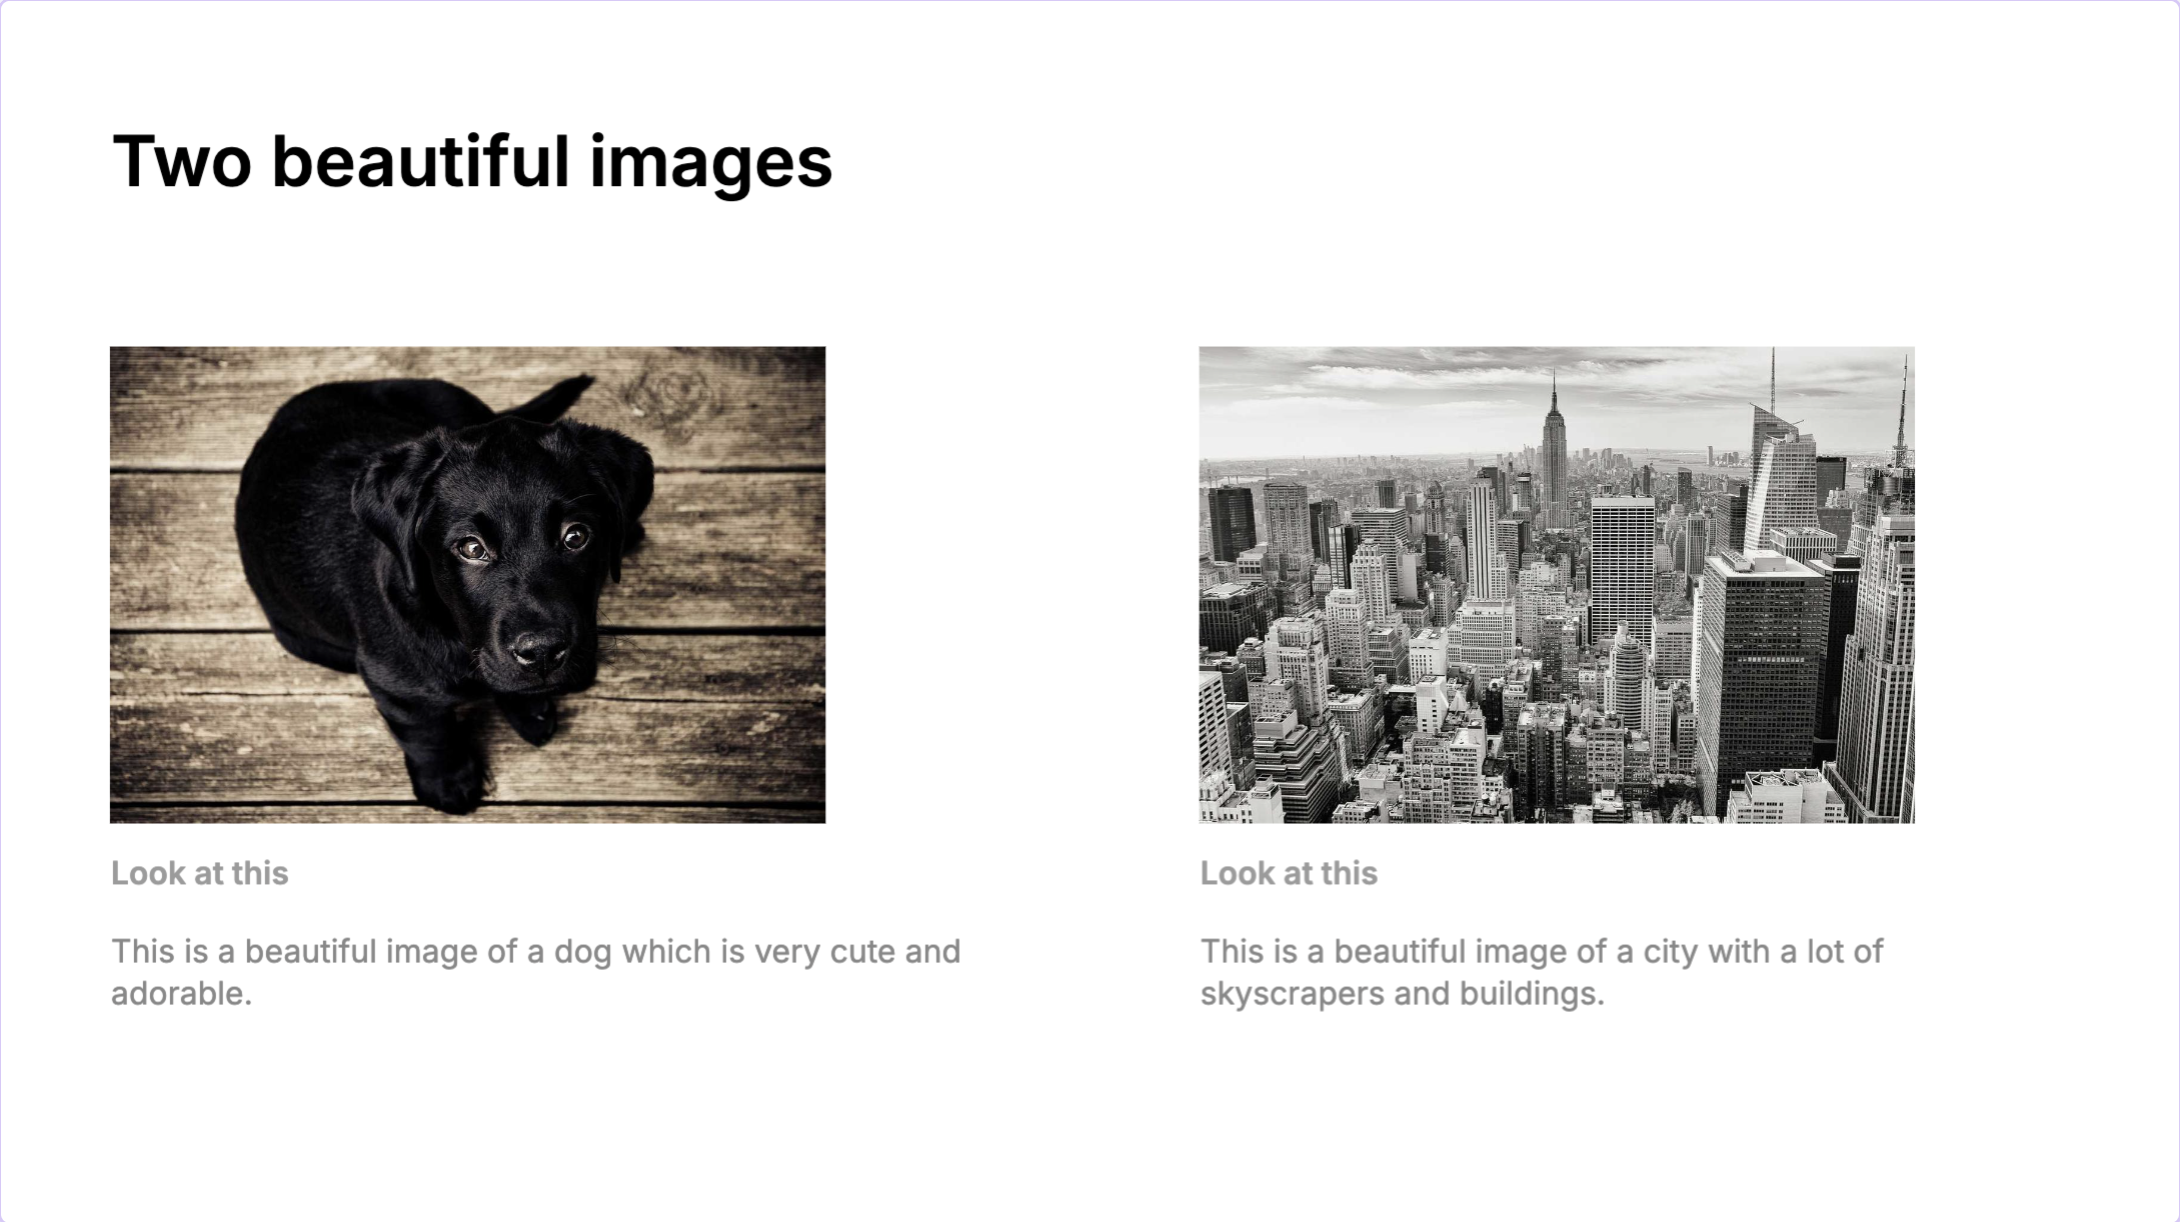 Two beautiful images
Look at this
This is a beautiful image of a dog which is very cute and
adorable.
Look at this
This is a beautiful image of a city with a lot of
skyscrapers and buildings.